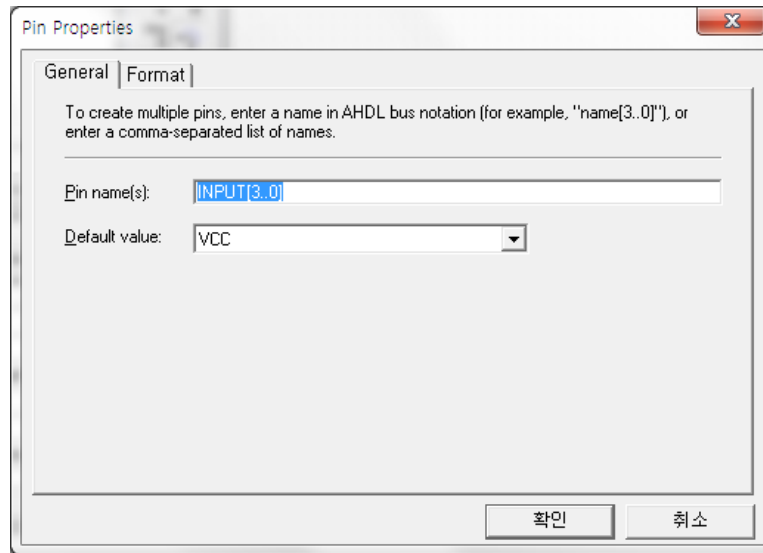 Pin Properties
General Format
To create multiple pins, enter a name in AHDL bus notation (for example, "name[3..0]"), or
enter a comma-separated list of names.
Pin name(s): INPUT[3..0]
Default value: VCC
확인 취소